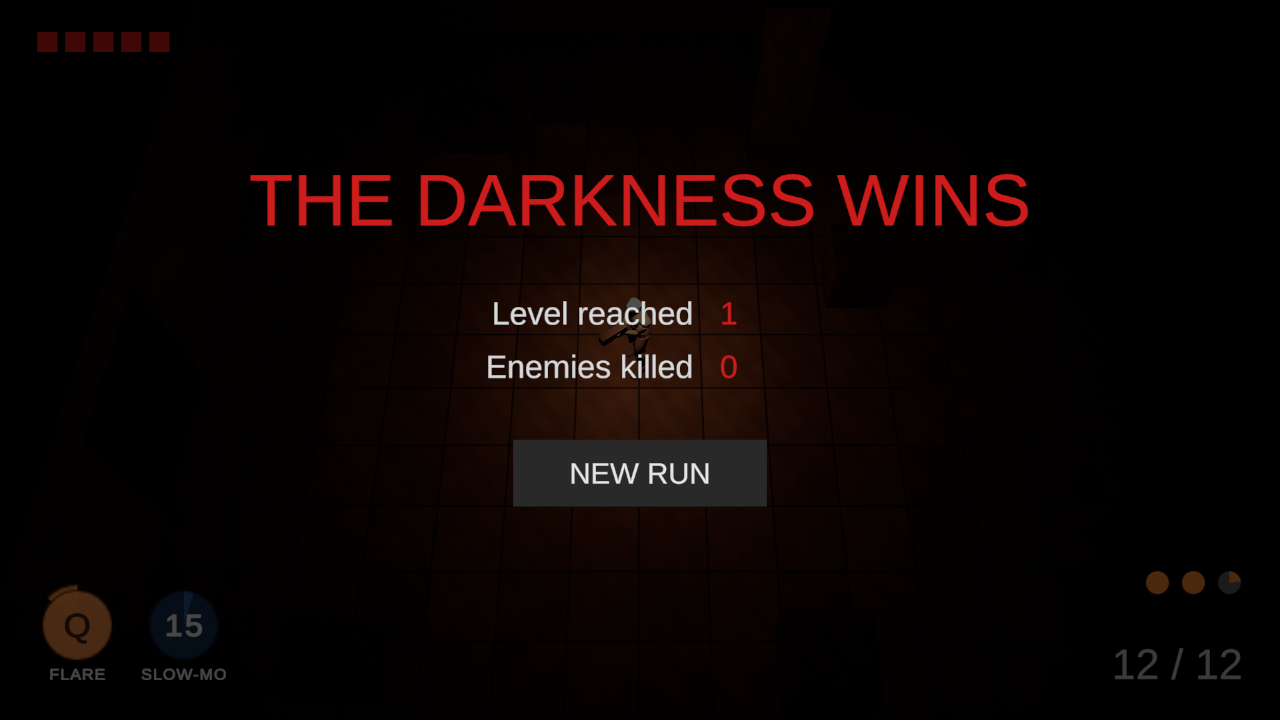 THE DARKNESS WINS
Level reached 1
Enemies killed 0
NEW RUN
Q
15
FLARE
SLOW-MO
12 / 12